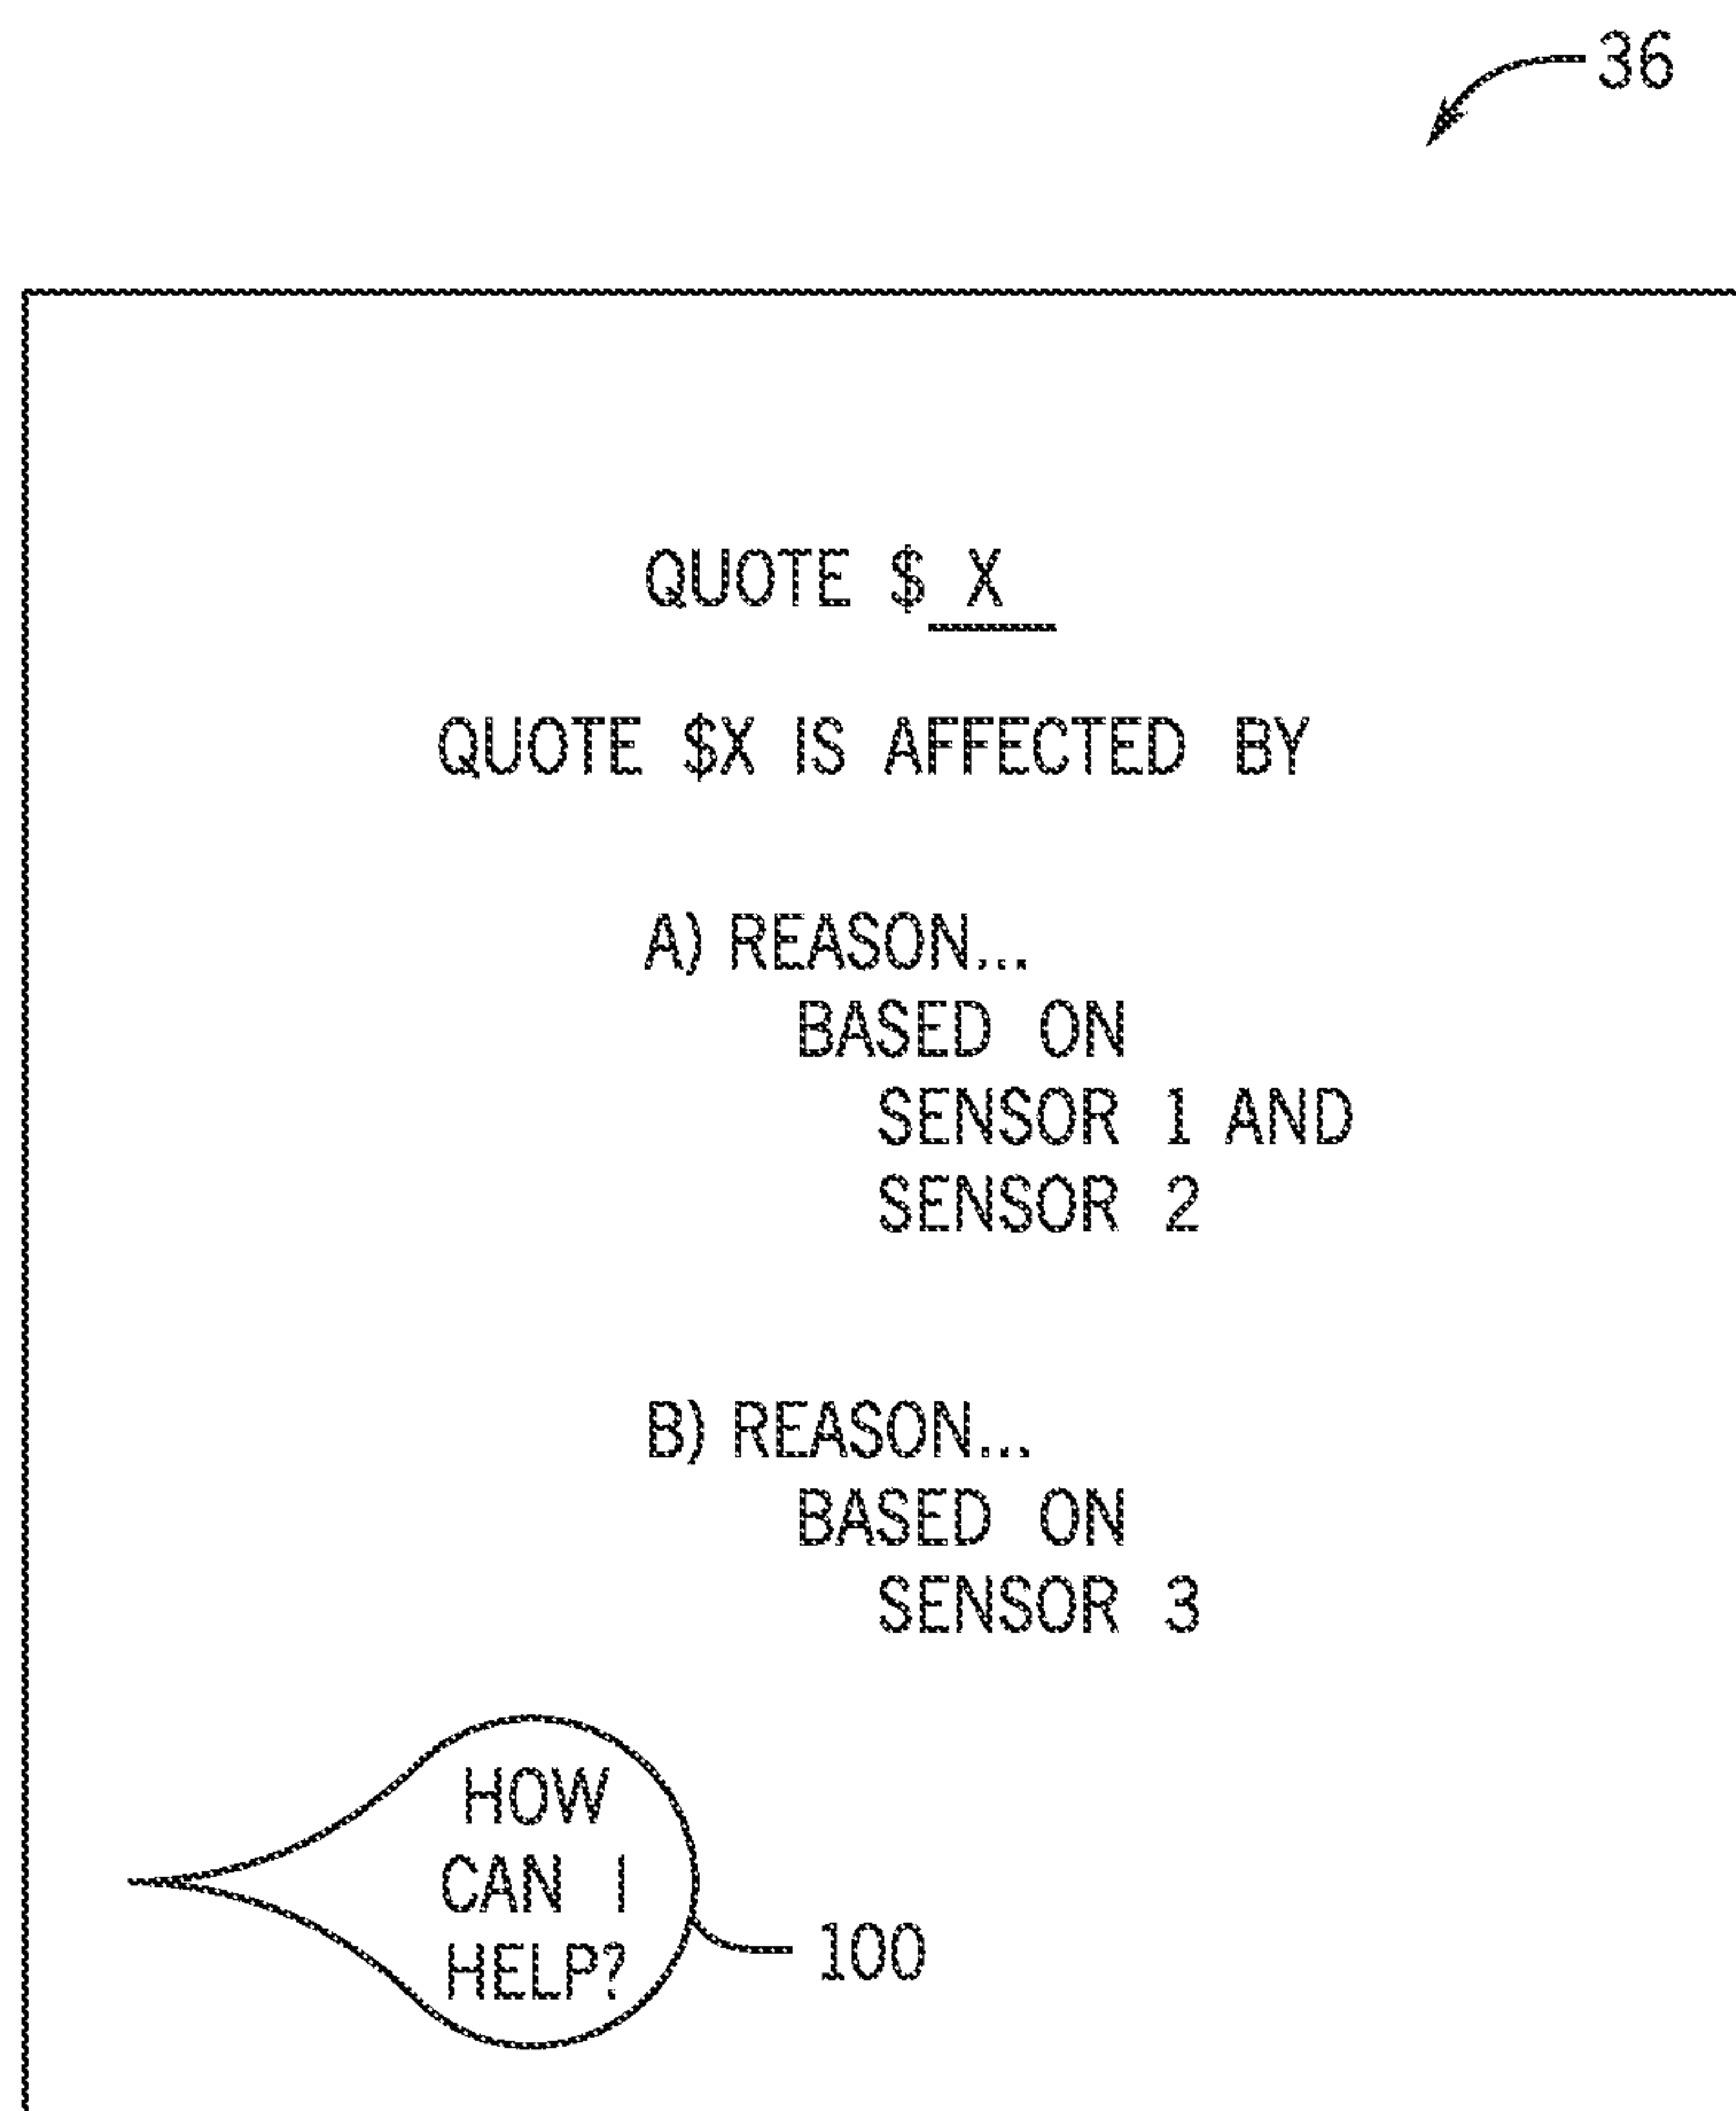 36
QUOTE $ X
QUOTE $X IS AFFECTED BY
A) REASON...
BASED ON
SENSOR 1 AND
SENSOR 2
B) REASON...
BASED ON
SENSOR 3
HOW
CAN I
HELP?
100